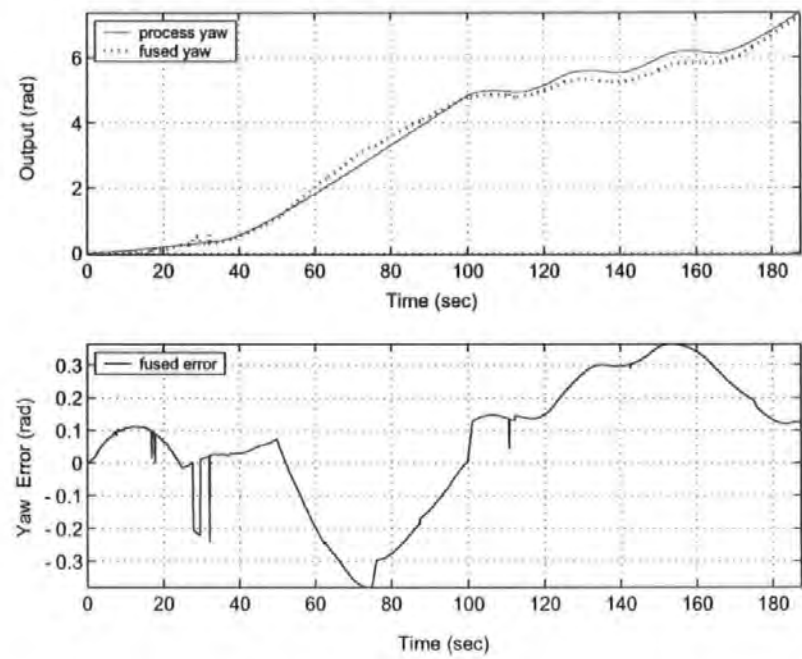 process yaw
fused yaw
Output (rad)
6
4
2
0
0 20 40 60 80 100 120 140 160 180
Time (sec)
fused error
Yaw Error (rad)
0.3
0.2
0.1
0
- 0.1
- 0.2
- 0.3
0 20 40 60 80 100 120 140 160 180
Time (sec)